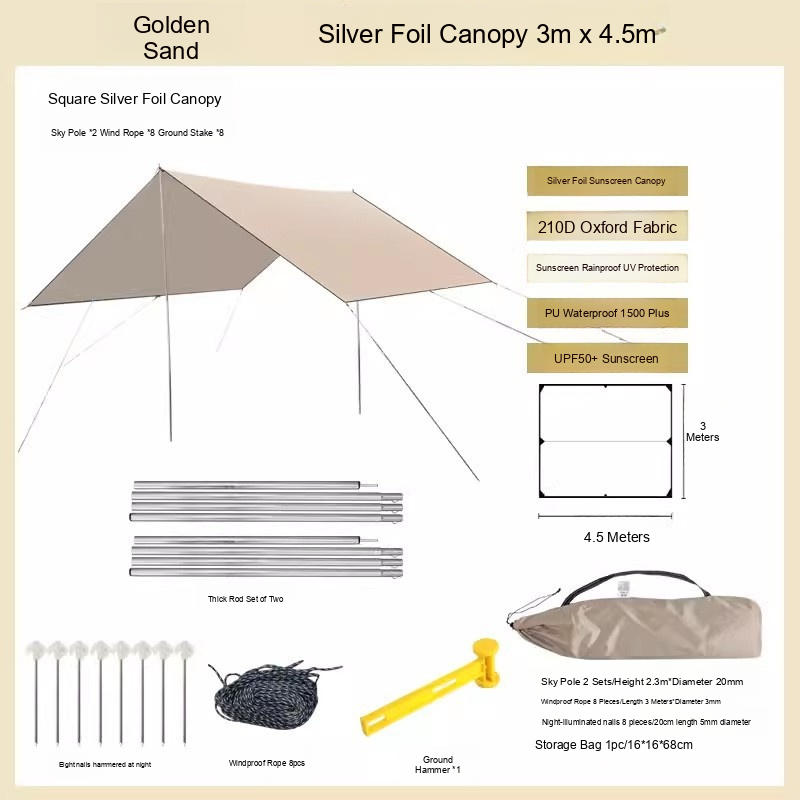 Golden
Sand
Silver Foil Canopy 3m x 4.5m
Square Silver Foil Canopy
Sky Pole *2 Wind Rope *8 Ground Stake *8
Silver Foil Sunscreen Canopy
210D Oxford Fabric
Sunscreen Rainproof UV Protection
PU Waterproof 1500 Plus
UPF50+ Sunscreen
3
Meters
4.5 Meters
Thick Rod Set of Two
Sky Pole 2 Sets/Height 2.3m*Diameter 20mm
Windproof Rope 8 Pieces/Length 3 Meters*Diameter 3mm
Night-illuminated nails 8 pieces/20cm length 5mm diameter
Storage Bag 1pc/16*16*68cm
Eight nails hammered at night
Windproof Rope 8pcs
Ground
Hammer *1